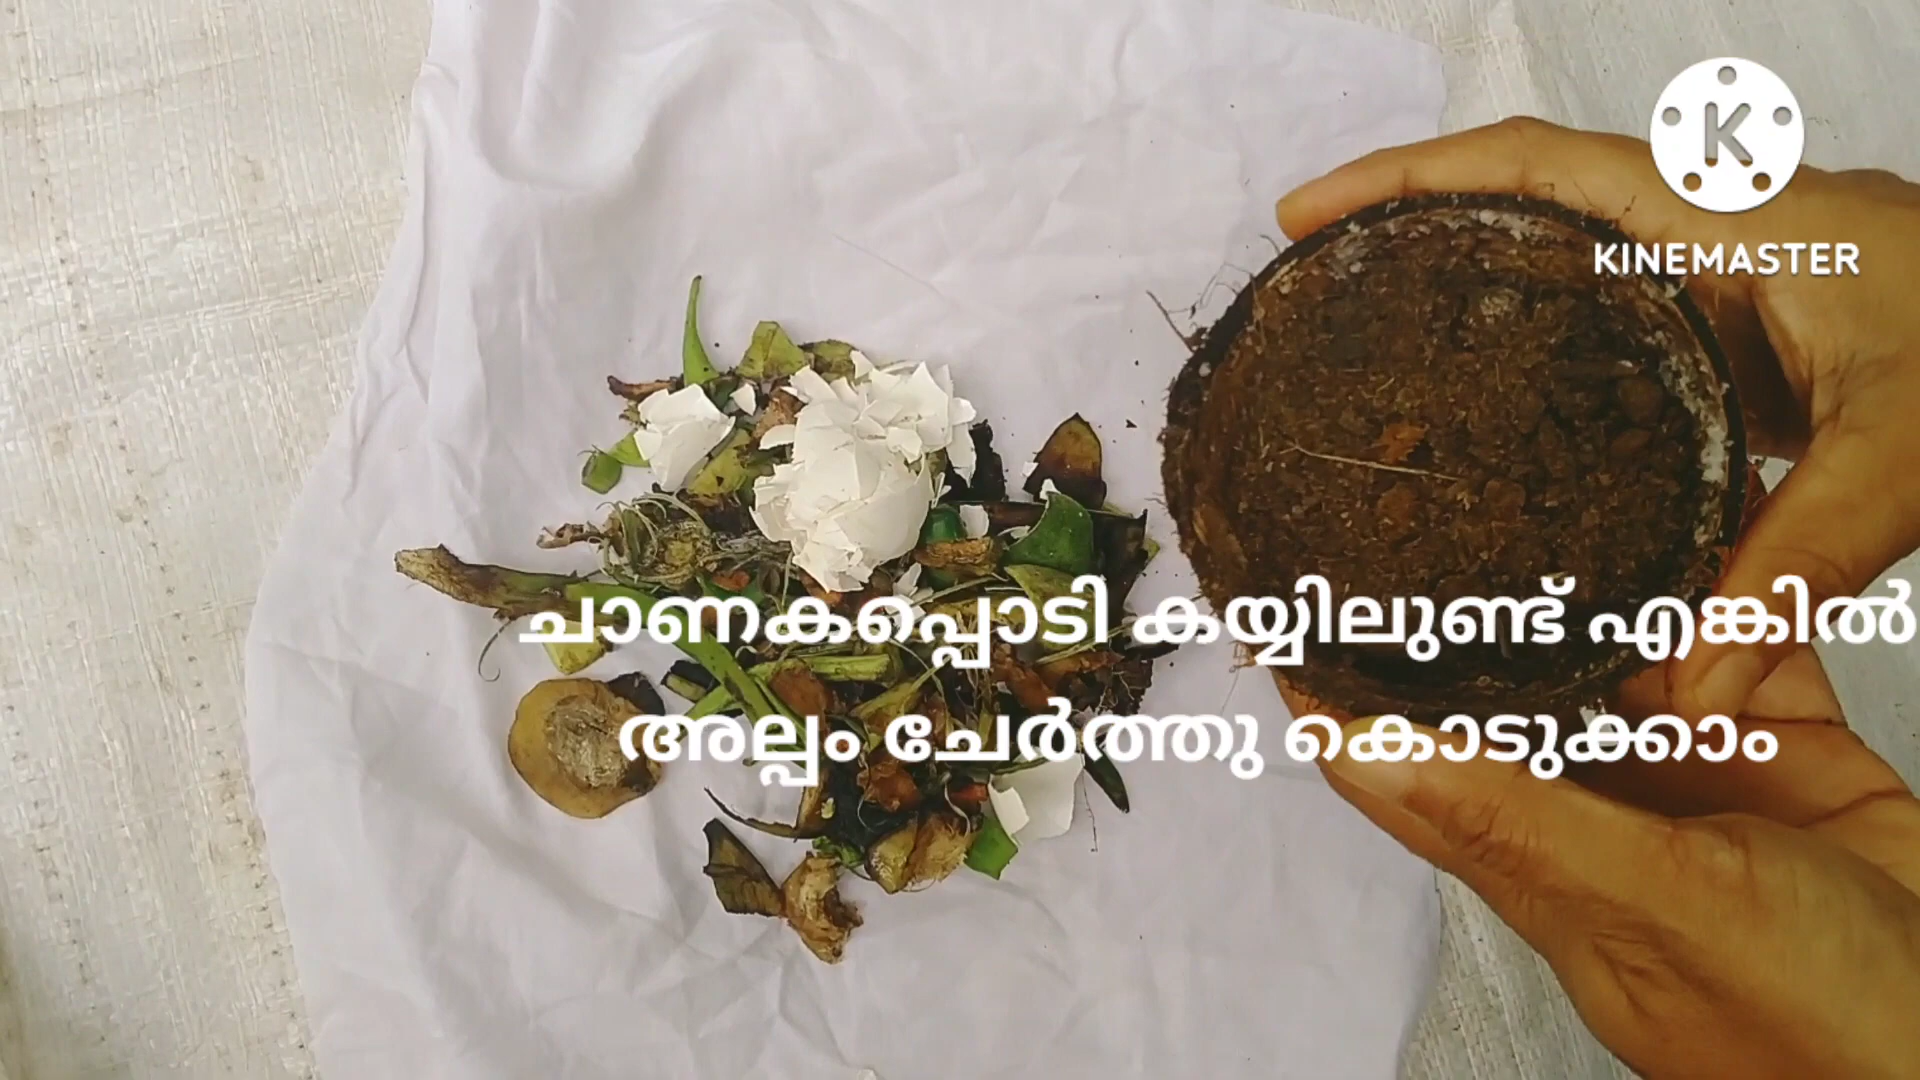 K
KINEMASTER
ചാണകപ്പൊടി കയ്യിലുണ്ട് എങ്കിൽ
അല്പം ചേർത്തു കൊടുക്കാം